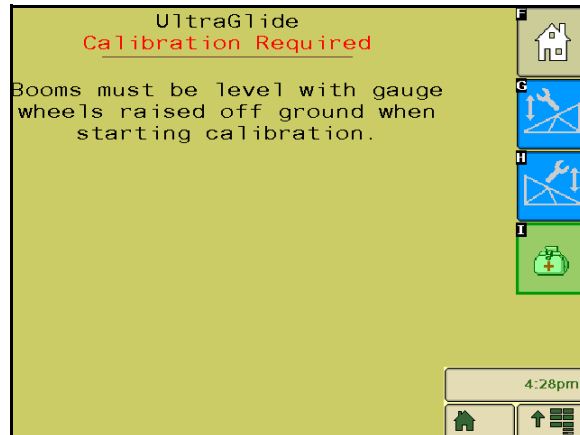 UltraGlide
Calibration Required
Booms must be level with gauge
wheels raised off ground when
starting calibration.
F
G
H
I
4:28pm